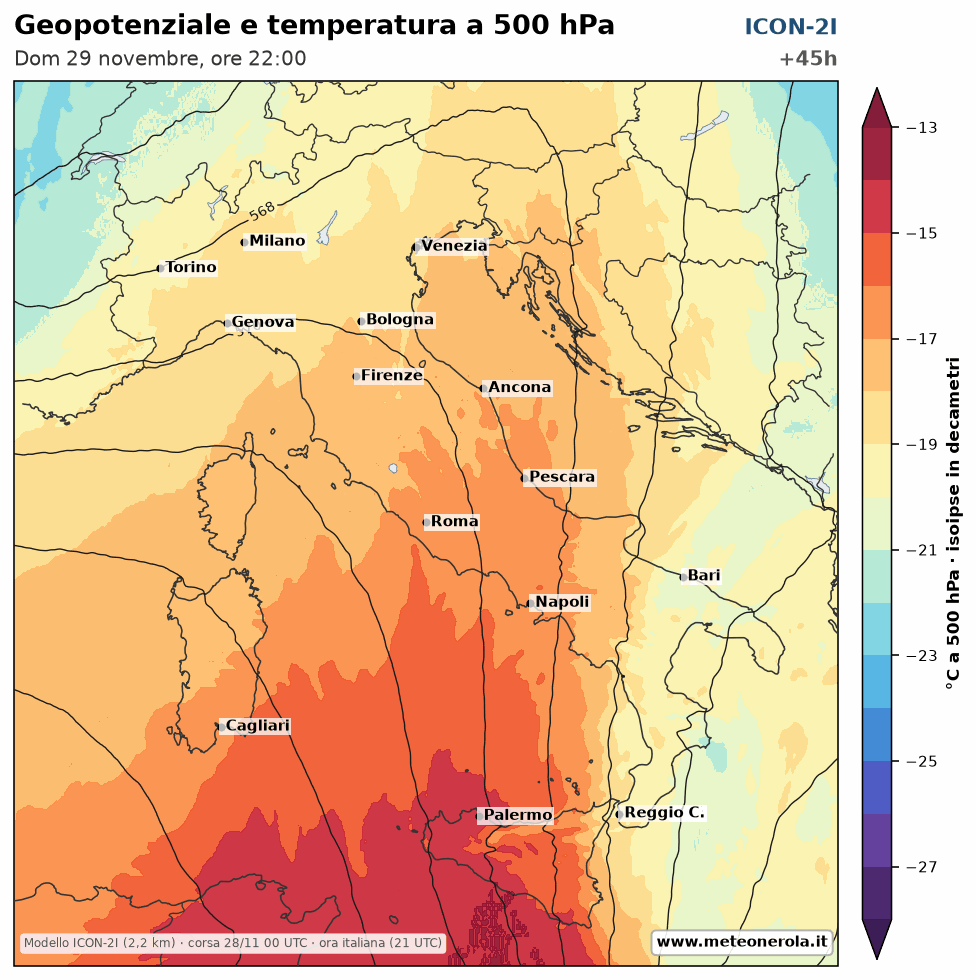 Geopotenziale e temperatura a 500 hPa
ICON-2I
Dom 29 novembre, ore 22:00
+45h
568
Milano
Venezia
Torino
Genova
Bologna
Firenze
Ancona
Pescara
Roma
Bari
Napoli
Cagliari
Palermo
Reggio C.
−13
−15
−17
−19
−21
−23
−25
−27
°C a 500 hPa · isoipse in decametri
Modello ICON-2I (2,2 km) · corsa 28/11 00 UTC · ora italiana (21 UTC)
www.meteonerola.it